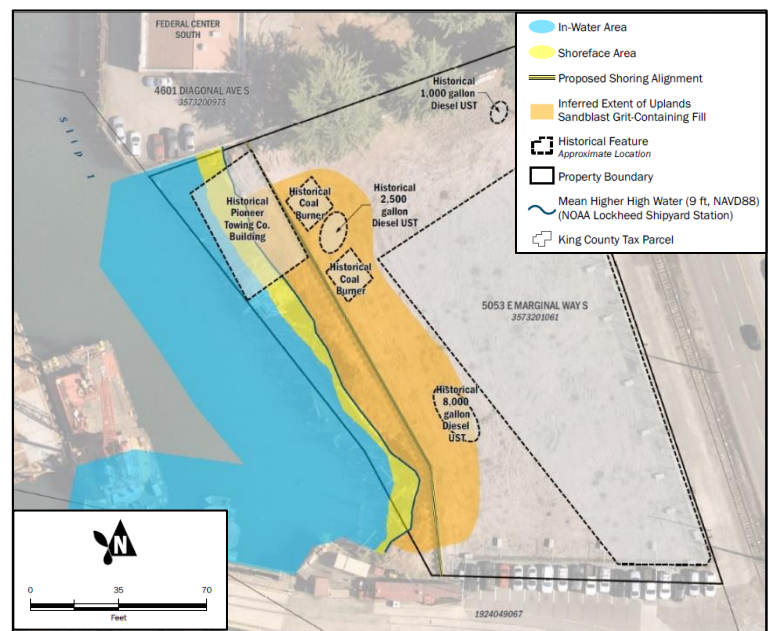 FEDERAL CENTER
SOUTH
4601 DIAGONAL AVE S
3573200975
Slip 1
Historical
1,000 gallon
Diesel UST
Historical
Pioneer
Towing Co.
Building
Historical
Coal
Burner
Historical
2,500
gallon
Diesel UST
Historical
Coal
Burner
5053 E MARGINAL WAY S
3573201061
Historical
8,000
gallon
Diesel
UST
1924049067
In-Water Area
Shoreface Area
Proposed Shoring Alignment
Inferred Extent of Uplands
Sandblast Grit-Containing Fill
Historical Feature
Approximate Location
Property Boundary
Mean Higher High Water (9 ft, NAVD88)
(NOAA Lockheed Shipyard Station)
King County Tax Parcel
N
0 35 70
Feet